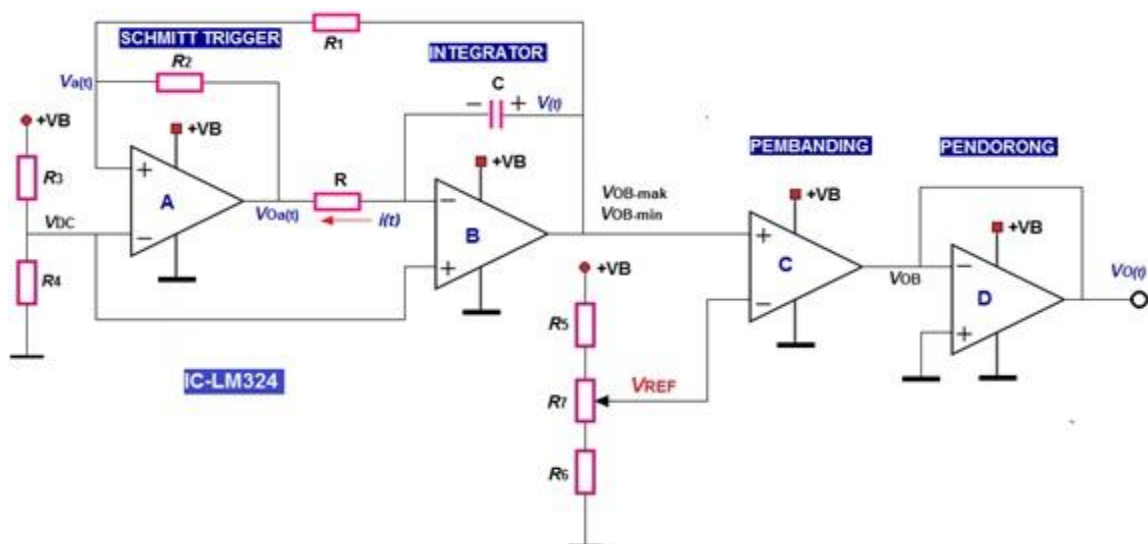 R1
SCHMITT TRIGGER
INTEGRATOR
R2
Va(t)
C
− + V(t)
+VB
+VB
+VB
R3
+
A
VDC
−
R4
VOa(t)
R
i(t)
−
B
+
VOB-mak
VOB-min
PEMBANDING
PENDORONG
+VB
+
C
−
VOB
+VB
−
D
+
VO(t)
+VB
R5
R7
VREF
R6
IC-LM324